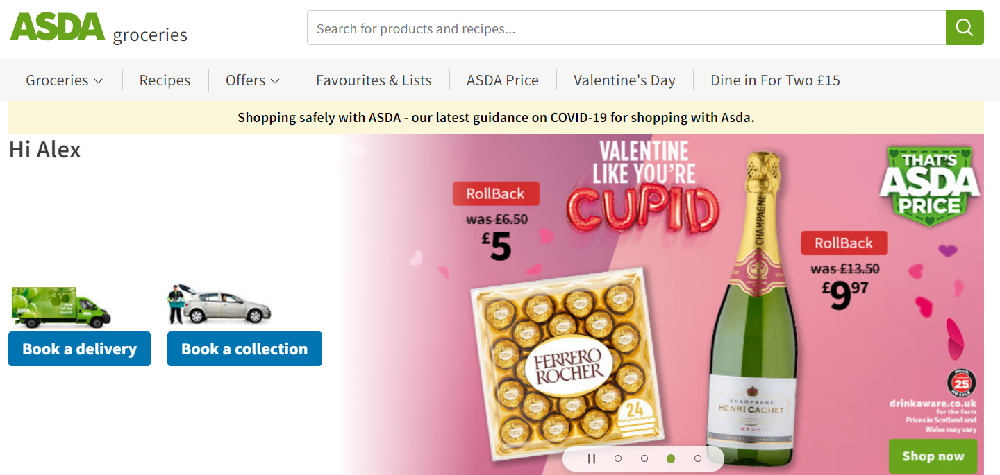 ASDA groceries
Search for products and recipes...
Groceries
Recipes
Offers
Favourites & Lists
ASDA Price
Valentine's Day
Dine in For Two £15
Shopping safely with ASDA - our latest guidance on COVID-19 for shopping with Asda.
Hi Alex
ASDA
Book a delivery
Book a collection
VALENTINE
LIKE YOU'RE
CUPID
RollBack
was £6.50
£5
FERRERO
ROCHER
24
CHAMPAGNE
CHAMPAGNE
HENRI CACHET
BRUT
THAT'S
ASDA
PRICE
RollBack
was £13.50
£9.97
NO I.D.
25
NO SALE
drinkaware.co.uk
for the facts
Prices in Scotland and
Wales may vary
Shop now